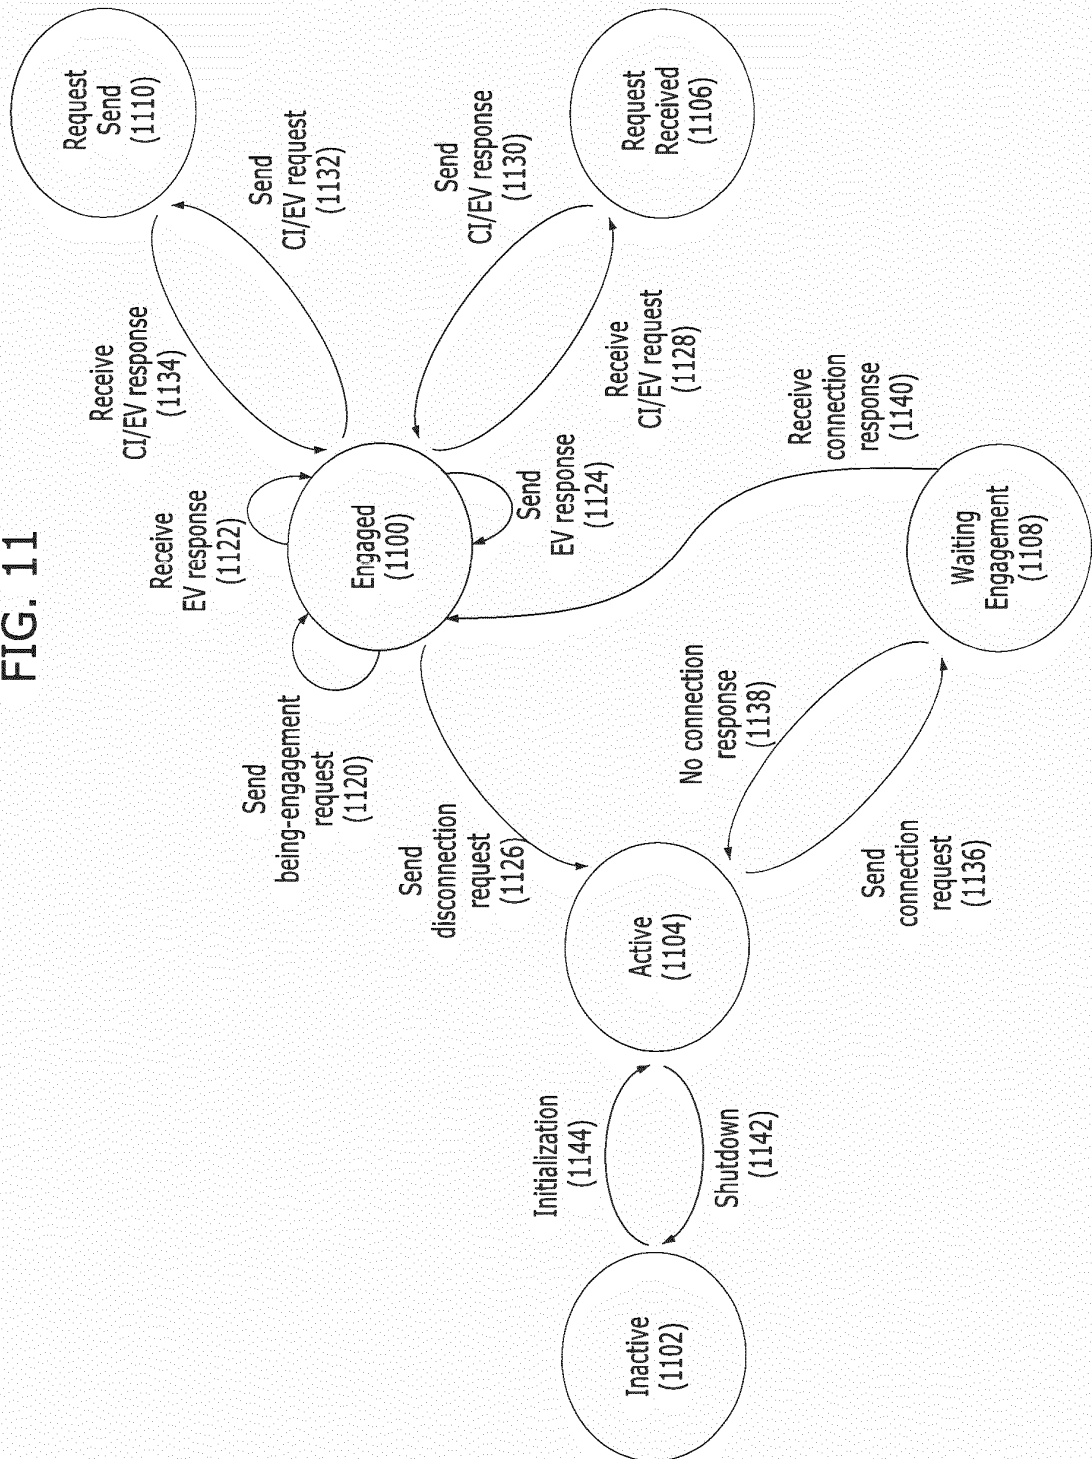 FIG. 11
Inactive
(1102)
Initialization
(1144)
Shutdown
(1142)
Active
(1104)
Send
being-engagement
request
(1120)
Send
disconnection
request
(1126)
No connection
response
(1138)
Send
connection
request
(1136)
Receive
EV response
(1122)
Engaged
(1100)
Send
EV response
(1124)
Waiting
Engagement
(1108)
Receive
CI/EV response
(1134)
Receive
CI/EV request
(1128)
Receive
connection
response
(1140)
Send
CI/EV request
(1132)
Send
CI/EV response
(1130)
Request
Send
(1110)
Request
Received
(1106)